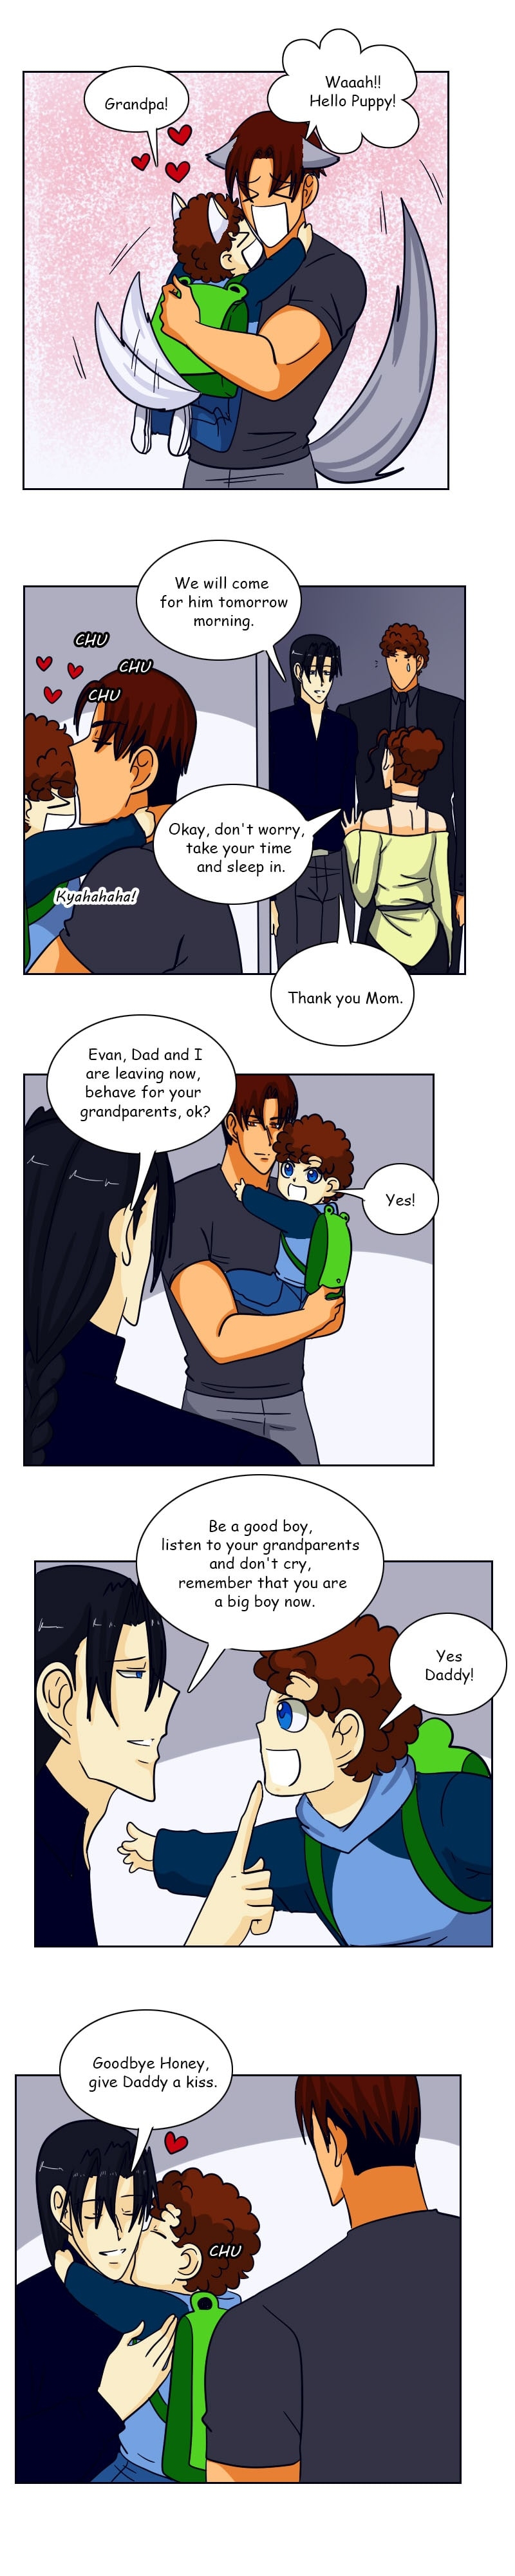 Grandpa!
Waaah!!
Hello Puppy!
We will come
for him tomorrow
morning.
CHU
CHU
CHU
Okay, don't worry,
take your time
and sleep in.
Kyahahaha!
Thank you Mom.
Evan, Dad and I
are leaving now,
behave for your
grandparents, ok?
Yes!
Be a good boy,
listen to your grandparents
and don't cry,
remember that you are
a big boy now.
Yes
Daddy!
Goodbye Honey,
give Daddy a kiss.
CHU